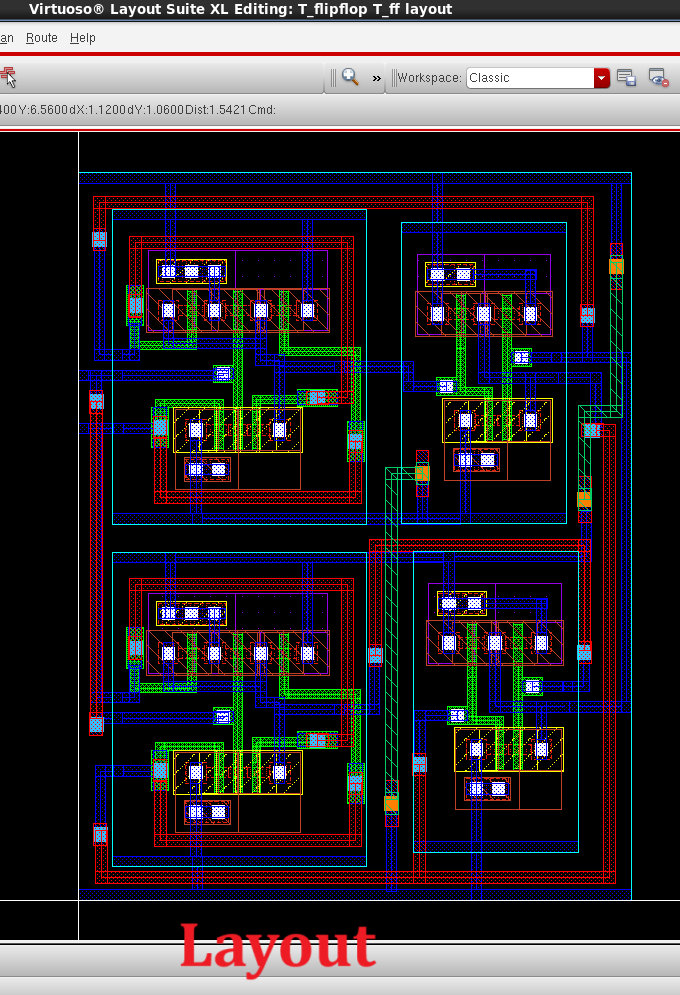 Virtuoso® Layout Suite XL Editing: T_flipflop T_ff layout
an Route Help
» Workspace: Classic
400 Y:6.5600 dX:1.1200 dY:1.0600 Dist:1.5421 Cmd:
Layout